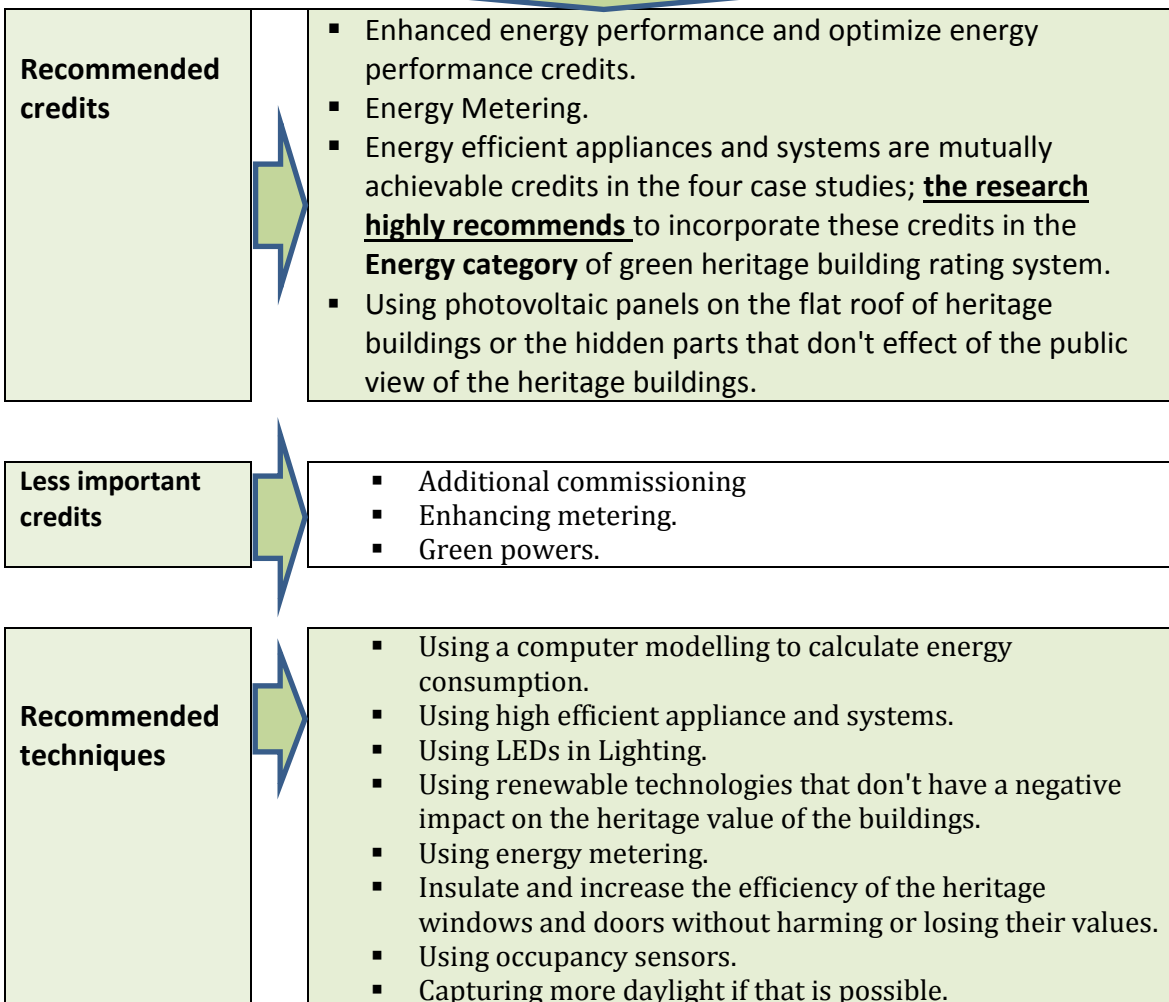 Recommended
credits
▪ Enhanced energy performance and optimize energy
performance credits.
▪ Energy Metering.
▪ Energy efficient appliances and systems are mutually
achievable credits in the four case studies; the research
highly recommends to incorporate these credits in the
Energy category of green heritage building rating system.
▪ Using photovoltaic panels on the flat roof of heritage
buildings or the hidden parts that don't effect of the public
view of the heritage buildings.
Less important
credits
▪ Additional commissioning
▪ Enhancing metering.
▪ Green powers.
Recommended
techniques
▪ Using a computer modelling to calculate energy
consumption.
▪ Using high efficient appliance and systems.
▪ Using LEDs in Lighting.
▪ Using renewable technologies that don't have a negative
impact on the heritage value of the buildings.
▪ Using energy metering.
▪ Insulate and increase the efficiency of the heritage
windows and doors without harming or losing their values.
▪ Using occupancy sensors.
▪ Capturing more daylight if that is possible.